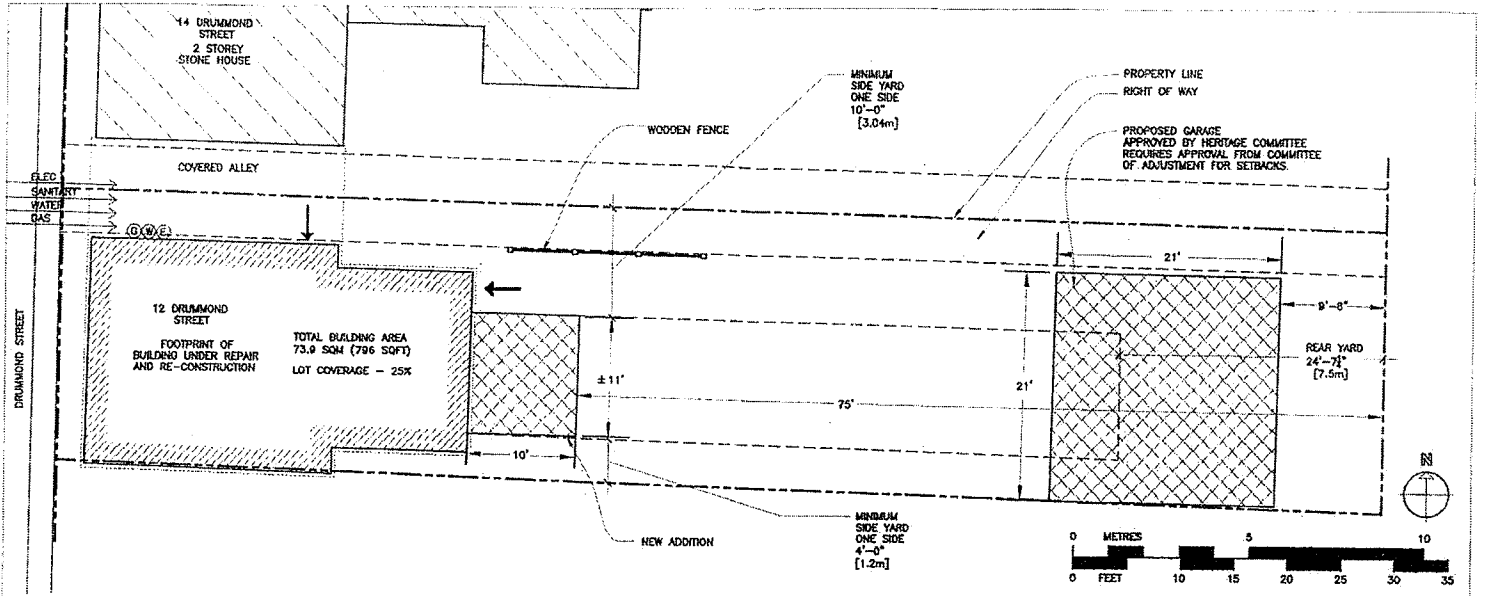 14 DRUMMOND
STREET
2 STOREY
STONE HOUSE
MINIMUM
SIDE YARD
ONE SIDE
10'-0"
[3.04m]
PROPERTY LINE
RIGHT OF WAY
WOODEN FENCE
PROPOSED GARAGE
APPROVED BY HERITAGE COMMITTEE
REQUIRES APPROVAL FROM COMMITTEE
OF ADJUSTMENT FOR SETBACKS.
COVERED ALLEY
ELEC
SANITARY
WATER
GAS
G W E
21'
9'-8"
12 DRUMMOND
STREET
FOOTPRINT OF
BUILDING UNDER REPAIR
AND RE-CONSTRUCTION
TOTAL BUILDING AREA
73.9 SQM (796 SQFT)
LOT COVERAGE - 25%
DRUMMOND STREET
±11'
75'
21'
REAR YARD
24'-7¼"
[7.5m]
10'
N
NEW ADDITION
MINIMUM
SIDE YARD
ONE SIDE
4'-0"
[1.2m]
0 METRES 5 10
0 FEET 10 15 20 25 30 35